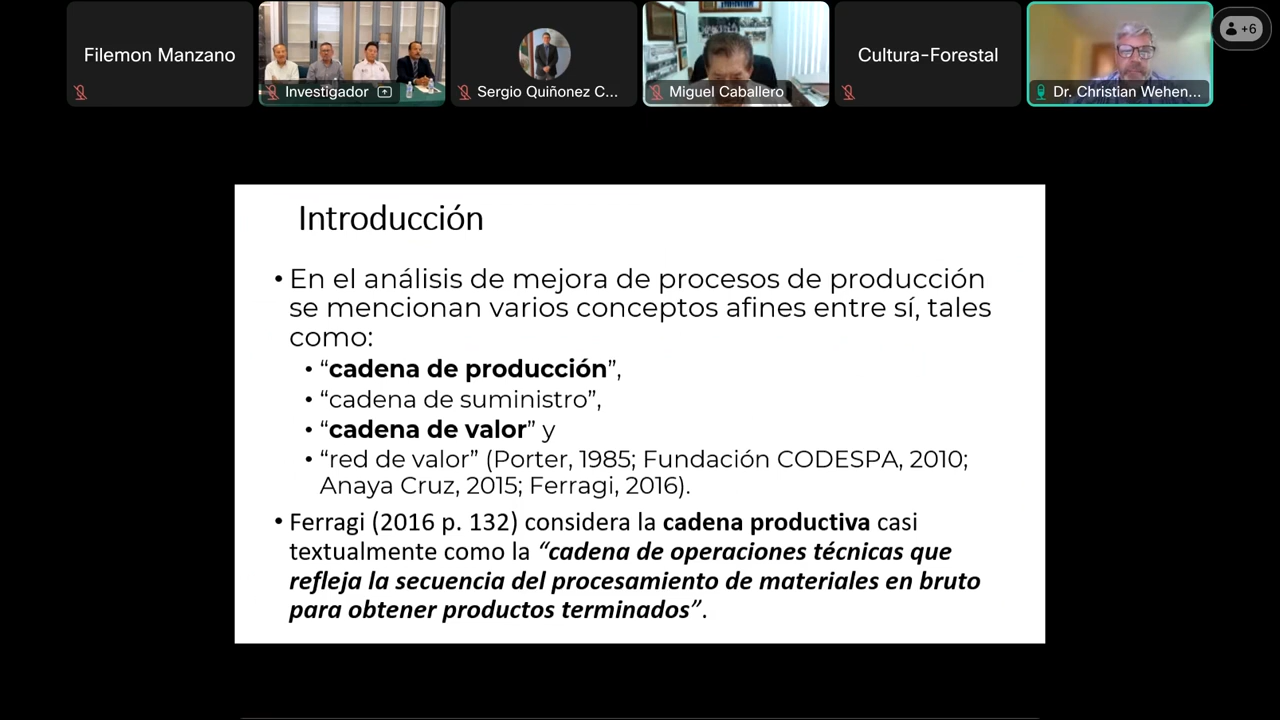 Filemon Manzano
Investigador
Sergio Quiñonez C...
Miguel Caballero
Cultura-Forestal
Dr. Christian Wehen...
+6
Introducción
• En el análisis de mejora de procesos de producción
se mencionan varios conceptos afines entre sí, tales
como:
• “cadena de producción”,
• “cadena de suministro”,
• “cadena de valor” y
• “red de valor” (Porter, 1985; Fundación CODESPA, 2010;
Anaya Cruz, 2015; Ferragi, 2016).
• Ferragi (2016 p. 132) considera la cadena productiva casi
textualmente como la “cadena de operaciones técnicas que
refleja la secuencia del procesamiento de materiales en bruto
para obtener productos terminados”.